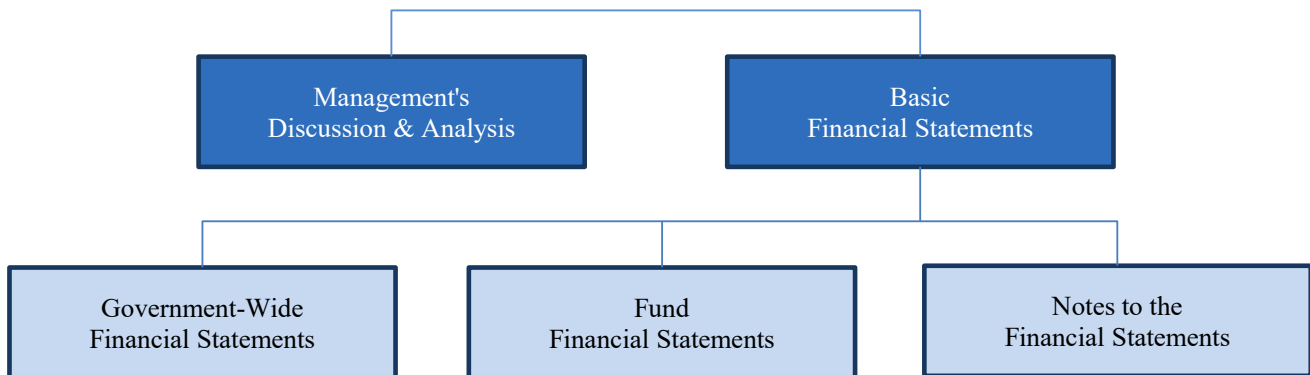 Management's
Discussion & Analysis
Basic
Financial Statements
Government-Wide
Financial Statements
Fund
Financial Statements
Notes to the
Financial Statements